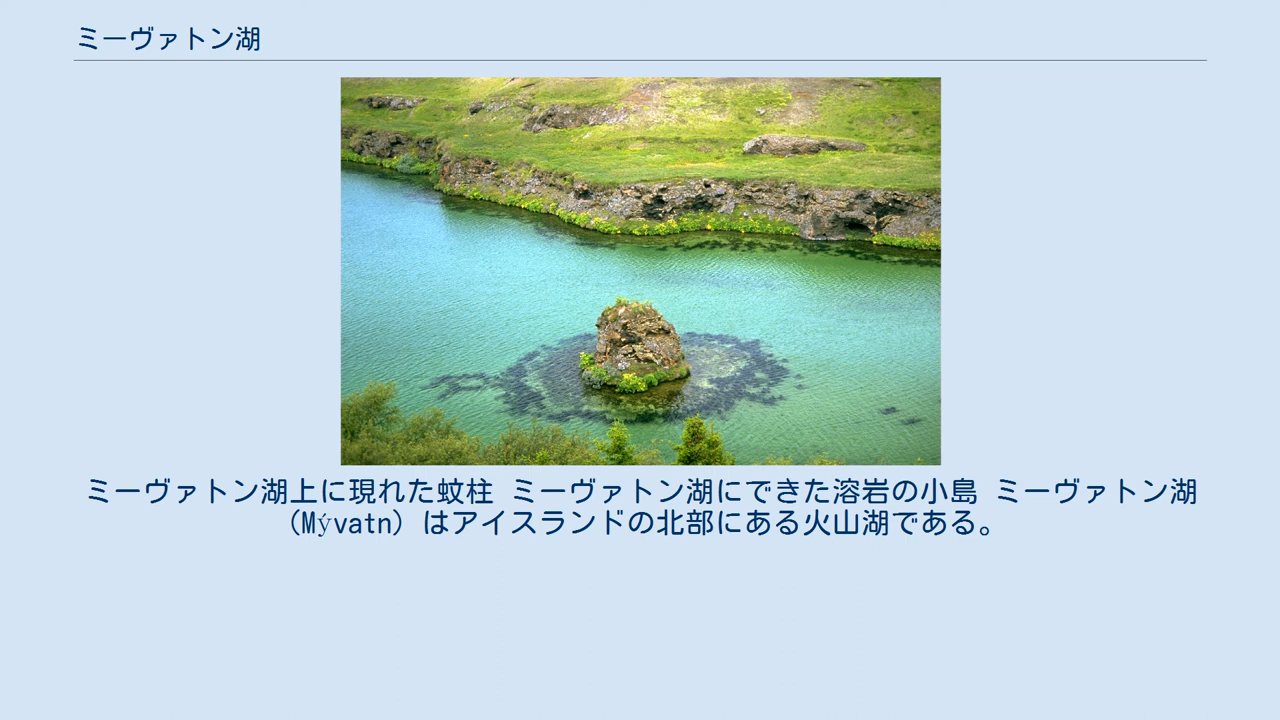 ミーヴァトン湖
ミーヴァトン湖上に現れた蚊柱 ミーヴァトン湖にできた溶岩の小島 ミーヴァトン湖
(Mývatn) はアイスランドの北部にある火山湖である。